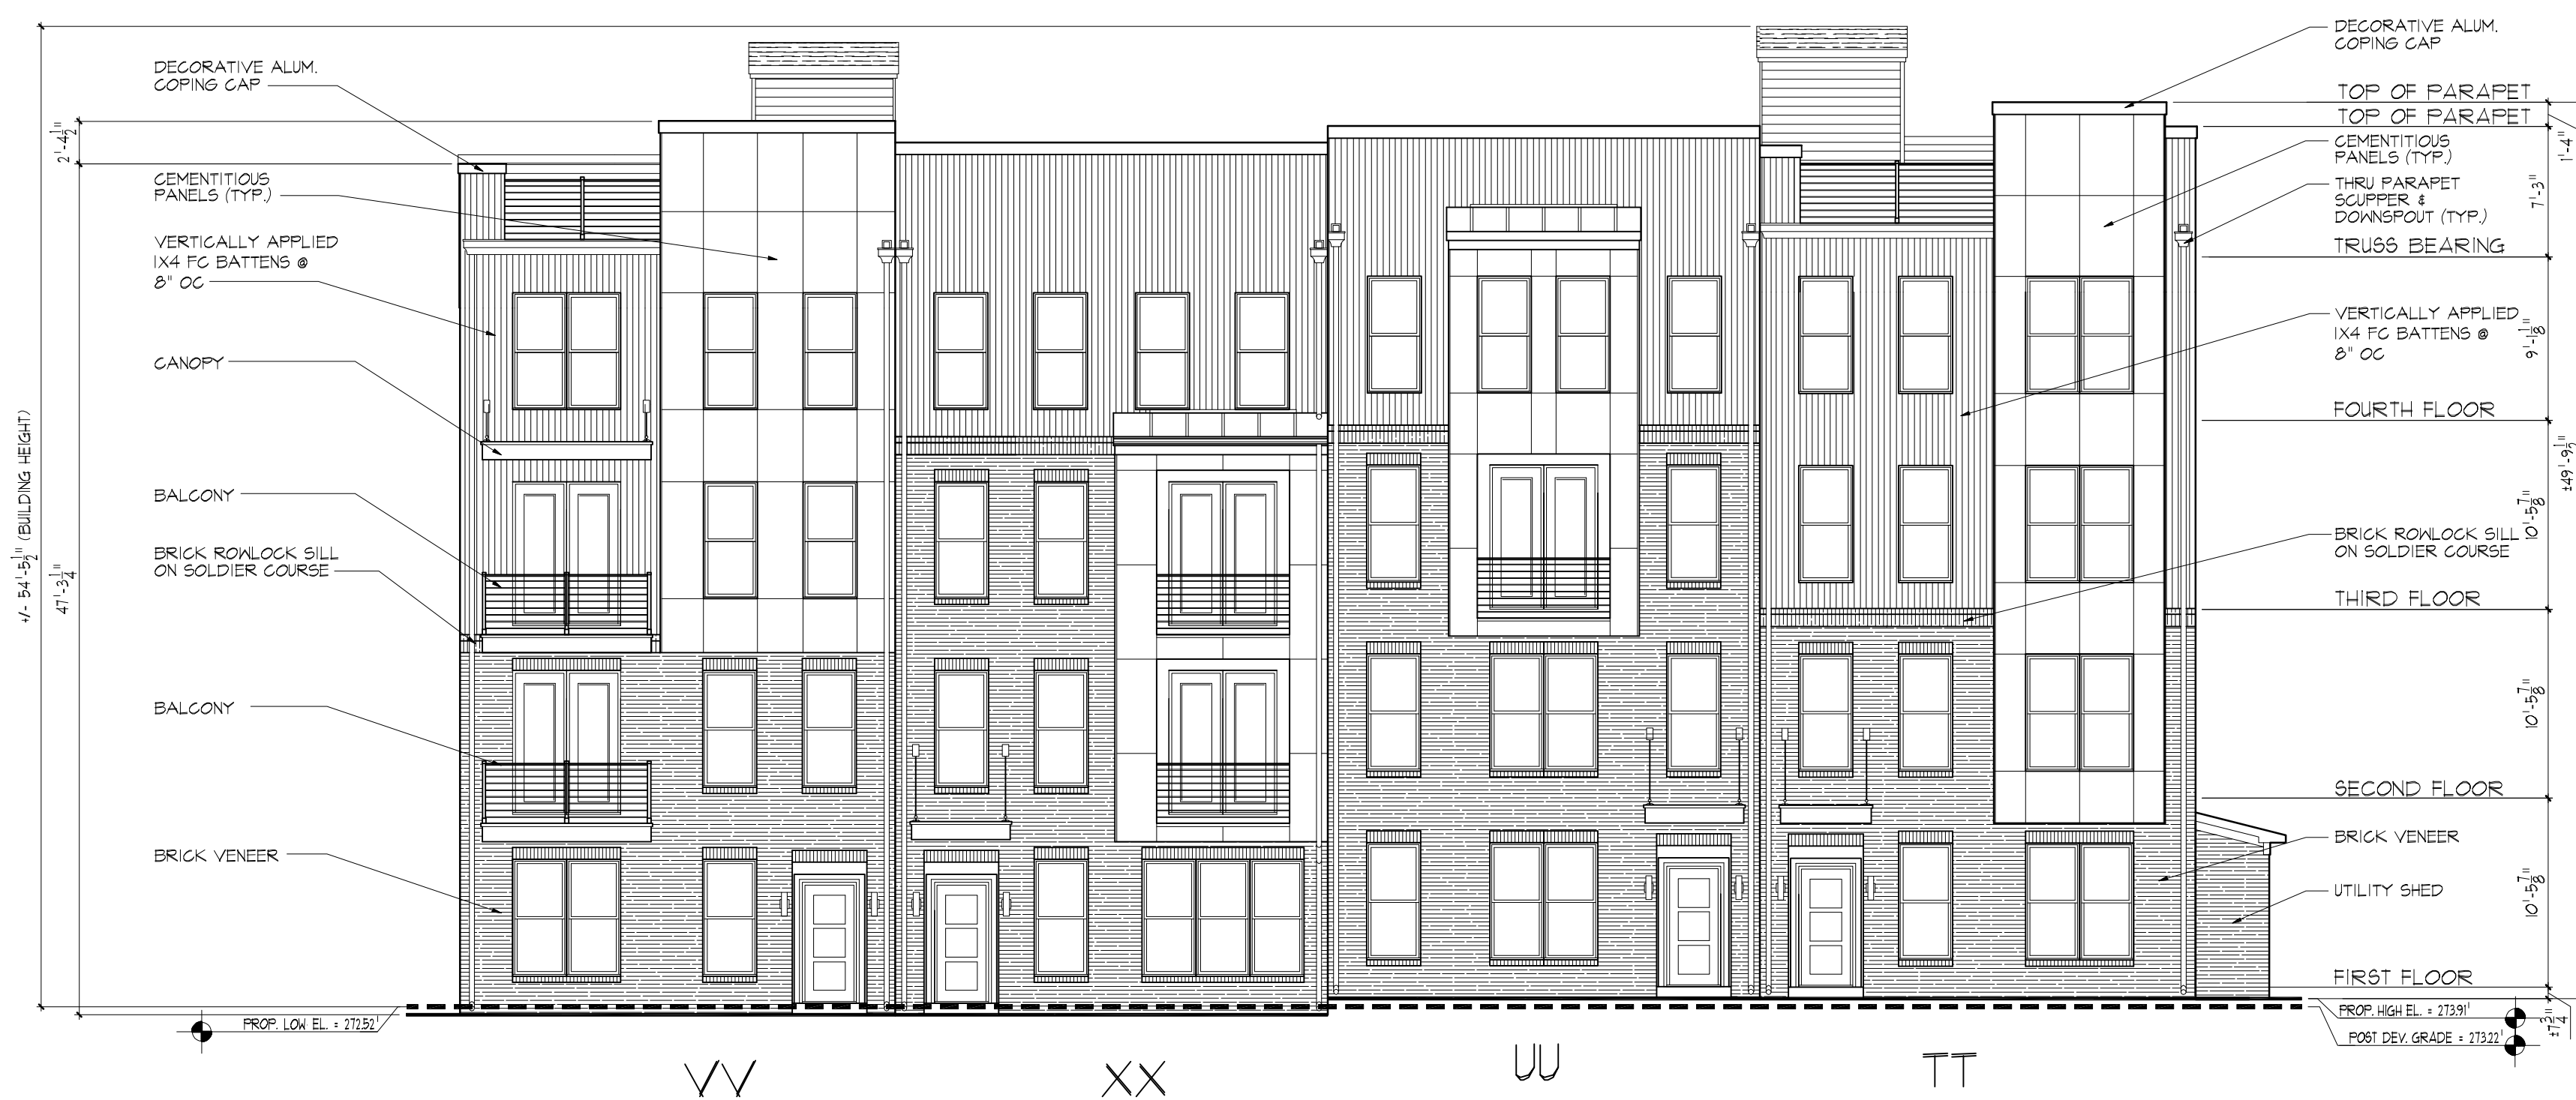 +/- 54'-5 1/2" (BUILDING HEIGHT)
2'-4 1/2"
47'-3 1/4"
DECORATIVE ALUM.
COPING CAP
CEMENTITIOUS
PANELS (TYP.)
VERTICALLY APPLIED
1X4 FC BATTENS @
8" OC
CANOPY
BALCONY
BRICK ROWLOCK SILL
ON SOLDIER COURSE
BALCONY
BRICK VENEER
PROP. LOW EL. = 272.52'
VV
XX
UU
TT
DECORATIVE ALUM.
COPING CAP
TOP OF PARAPET
TOP OF PARAPET
CEMENTITIOUS
PANELS (TYP.)
THRU PARAPET
SCUPPER &
DOWNSPOUT (TYP.)
TRUSS BEARING
VERTICALLY APPLIED
1X4 FC BATTENS @
8" OC
FOURTH FLOOR
BRICK ROWLOCK SILL
ON SOLDIER COURSE
THIRD FLOOR
SECOND FLOOR
BRICK VENEER
UTILITY SHED
FIRST FLOOR
PROP. HIGH EL. = 273.91'
POST DEV. GRADE = 273.22'
1'-4"
7'-3"
9'-1 1/8"
10'-5 7/8"
10'-5 7/8"
10'-5 7/8"
±49'-9 1/2"
±7 3/4"